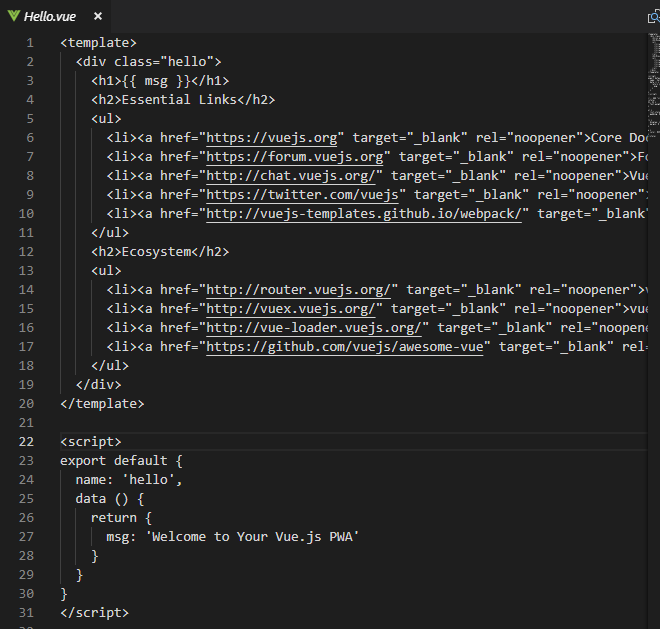 Hello.vue ×
1 <template>
2 <div class="hello">
3 <h1>{{ msg }}</h1>
4 <h2>Essential Links</h2>
5 <ul>
6 <li><a href="https://vuejs.org" target="_blank" rel="noopener">Core Doc
7 <li><a href="https://forum.vuejs.org" target="_blank" rel="noopener">Fo
8 <li><a href="http://chat.vuejs.org/" target="_blank" rel="noopener">Vue
9 <li><a href="https://twitter.com/vuejs" target="_blank" rel="noopener"
10 <li><a href="http://vuejs-templates.github.io/webpack/" target="_blank"
11 </ul>
12 <h2>Ecosystem</h2>
13 <ul>
14 <li><a href="http://router.vuejs.org/" target="_blank" rel="noopener">v
15 <li><a href="http://vuex.vuejs.org/" target="_blank" rel="noopener">vue
16 <li><a href="http://vue-loader.vuejs.org/" target="_blank" rel="noopene
17 <li><a href="https://github.com/vuejs/awesome-vue" target="_blank" rel=
18 </ul>
19 </div>
20 </template>
21
22 <script>
23 export default {
24 name: 'hello',
25 data () {
26 return {
27 msg: 'Welcome to Your Vue.js PWA'
28 }
29 }
30 }
31 </script>